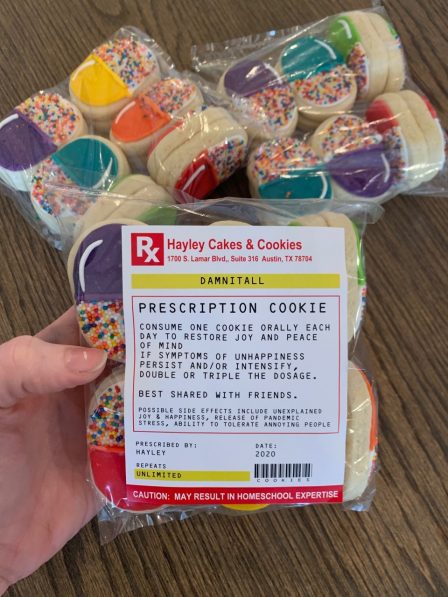 Rx Hayley Cakes & Cookies
1700 S. Lamar Blvd,, Suite 316 Austin, TX 78704
DAMNITALL
PRESCRIPTION COOKIE
CONSUME ONE COOKIE ORALLY EACH
DAY TO RESTORE JOY AND PEACE
OF MIND
IF SYMPTOMS OF UNHAPPINESS
PERSIST AND/OR INTENSIFY,
DOUBLE OR TRIPLE THE DOSAGE.
BEST SHARED WITH FRIENDS.
POSSIBLE SIDE EFFECTS INCLUDE UNEXPLAINED
JOY & HAPPINESS, RELEASE OF PANDEMIC
STRESS, ABILITY TO TOLERATE ANNOYING PEOPLE
PRESCRIBED BY:
HAYLEY
DATE:
2020
REPEATS
UNLIMITED
COOKIES
CAUTION: MAY RESULT IN HOMESCHOOL EXPERTISE